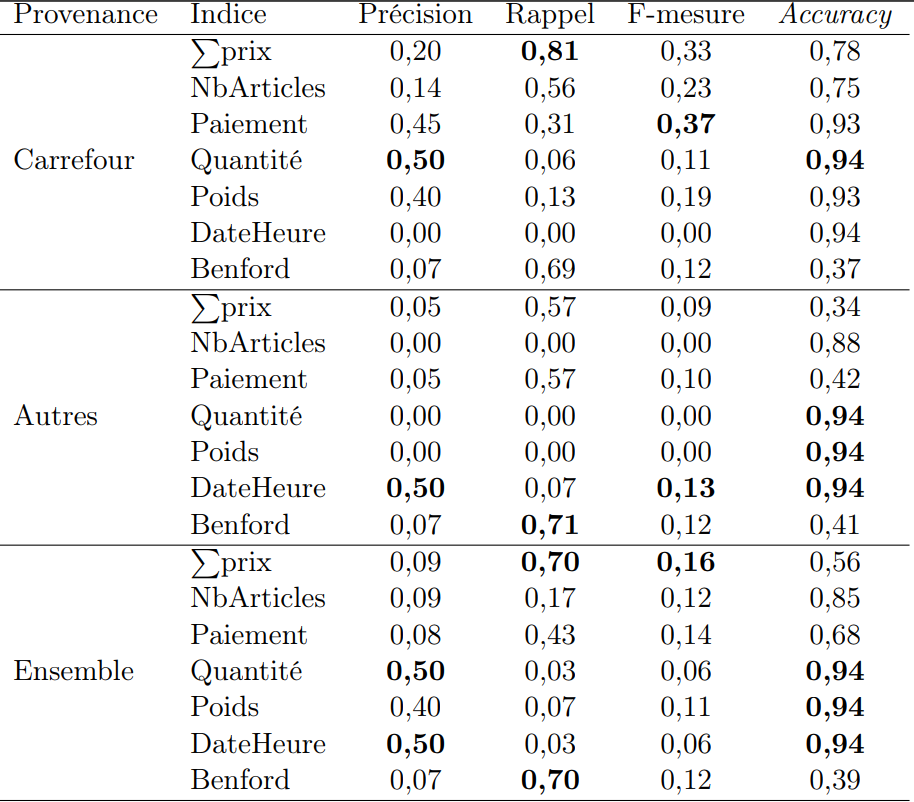 Provenance Indice Précision Rappel F-mesure Accuracy
∑prix 0,20 0,81 0,33 0,78
NbArticles 0,14 0,56 0,23 0,75
Paiement 0,45 0,31 0,37 0,93
Carrefour Quantité 0,50 0,06 0,11 0,94
Poids 0,40 0,13 0,19 0,93
DateHeure 0,00 0,00 0,00 0,94
Benford 0,07 0,69 0,12 0,37
∑prix 0,05 0,57 0,09 0,34
NbArticles 0,00 0,00 0,00 0,88
Paiement 0,05 0,57 0,10 0,42
Autres Quantité 0,00 0,00 0,00 0,94
Poids 0,00 0,00 0,00 0,94
DateHeure 0,50 0,07 0,13 0,94
Benford 0,07 0,71 0,12 0,41
∑prix 0,09 0,70 0,16 0,56
NbArticles 0,09 0,17 0,12 0,85
Paiement 0,08 0,43 0,14 0,68
Ensemble Quantité 0,50 0,03 0,06 0,94
Poids 0,40 0,07 0,11 0,94
DateHeure 0,50 0,03 0,06 0,94
Benford 0,07 0,70 0,12 0,39